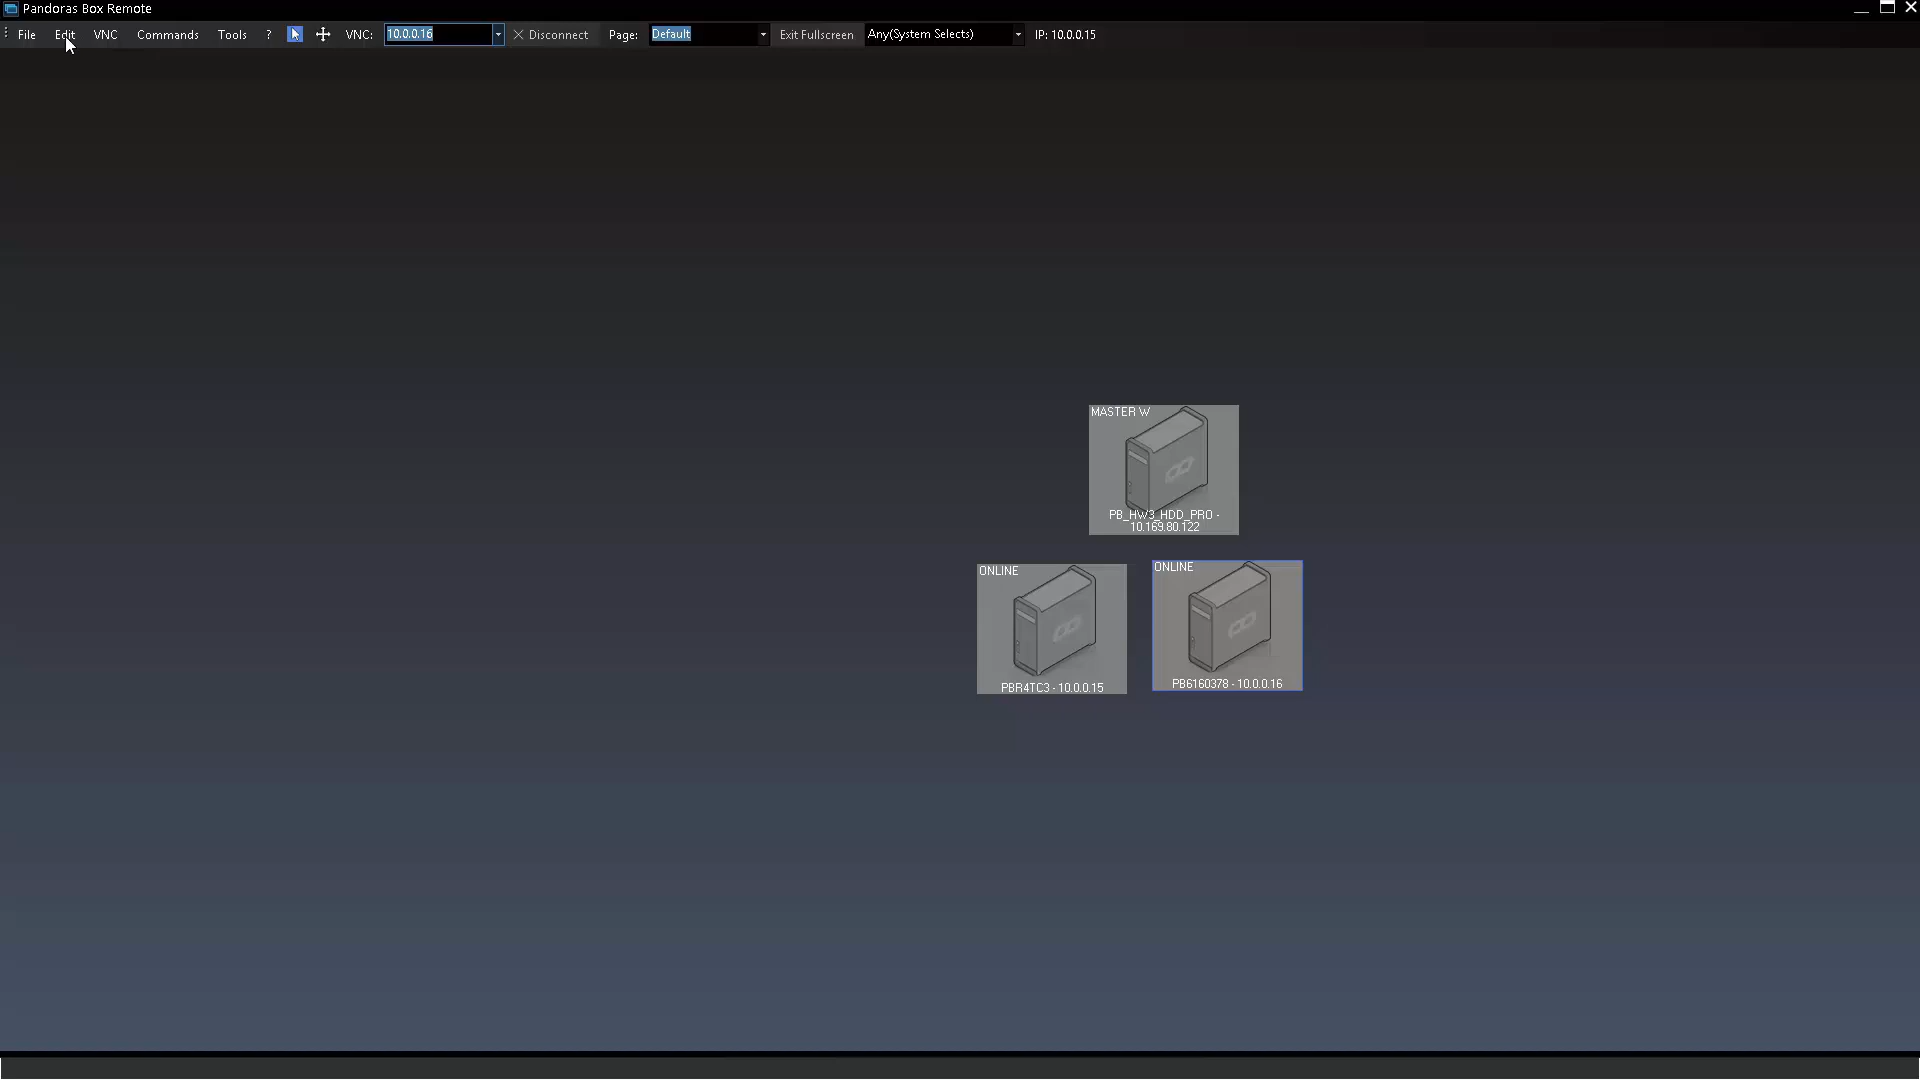 Pandoras Box Remote
File Edit VNC Commands Tools ? VNC: 10.0.0.16 Disconnect Page: Default Exit Fullscreen Any(System Selects) IP: 10.0.0.15
MASTER W
PB_HW3_HDD_PRO -
10.169.80.122
ONLINE
PBR4TC3 - 10.0.0.15
ONLINE
PB6160378 - 10.0.0.16